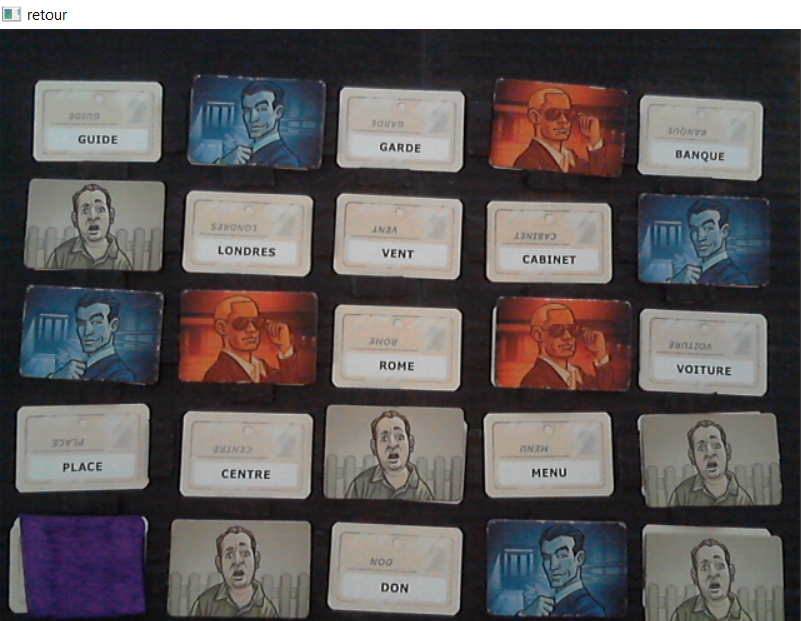 retour
GUIDE
GUIDE
GARDE
GARDE
BANQUE
BANQUE
LONDRES
LONDRES
VENT
VENT
CABINET
CABINET
ROME
ROME
VOITURE
VOITURE
PLACE
PLACE
CENTRE
CENTRE
MENU
MENU
DON
DON